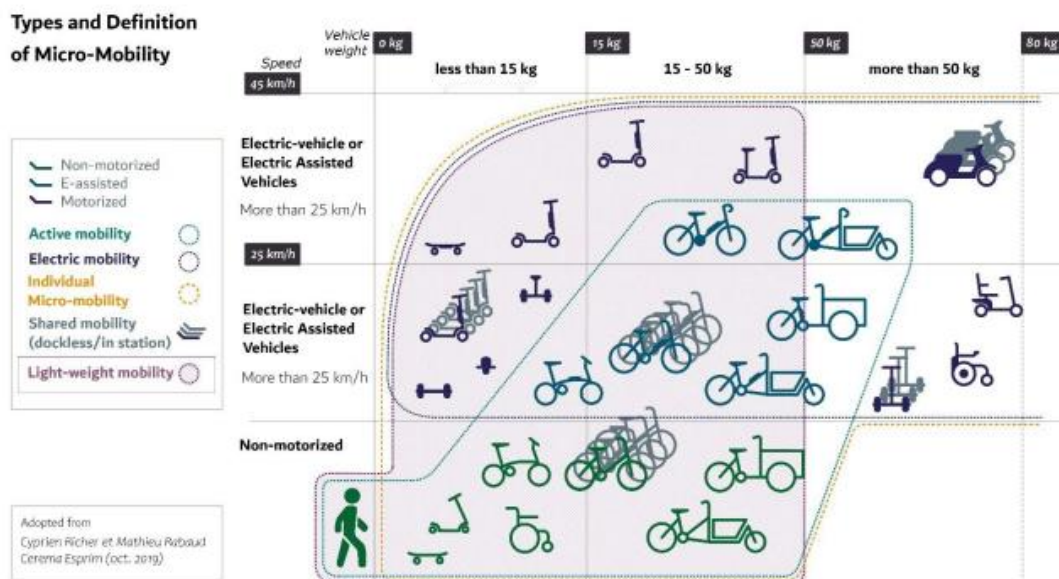 Types and Definition
of Micro-Mobility
Vehicle
weight
Speed
0 kg
15 kg
50 kg
80 kg
less than 15 kg
15 - 50 kg
more than 50 kg
45 km/h
Electric-vehicle or
Electric Assisted
Vehicles
More than 25 km/h
25 km/h
Electric-vehicle or
Electric Assisted
Vehicles
More than 25 km/h
Non-motorized
Non-motorized
E-assisted
Motorized
Active mobility
Electric mobility
Individual
Micro-mobility
Shared mobility
(dockless/in station)
Light-weight mobility
Adopted from
Cyprien Richer et Mathieu Rabaud
Cerema Esprim (oct. 2019)